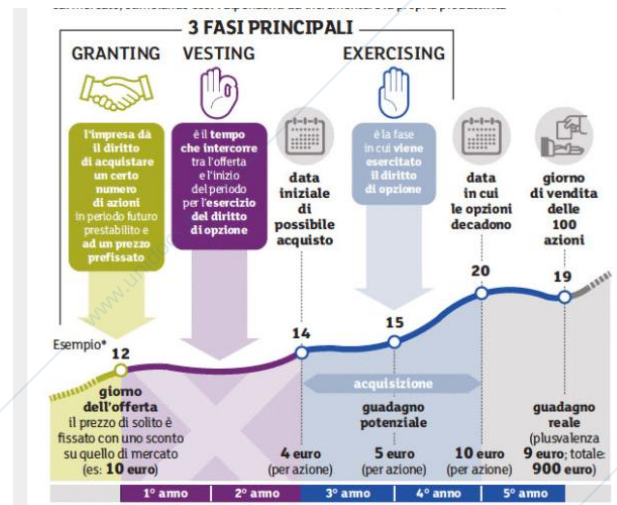 3 FASI PRINCIPALI
GRANTING
VESTING
EXERCISING
l'impresa dà
il diritto
di acquistare
un certo
numero
di azioni
in periodo futuro
prestabilito e
ad un prezzo
prefissato
è il tempo
che intercorre
tra l'offerta
e l'inizio
del periodo
per l'esercizio
del diritto
di opzione
data
iniziale
di
possibile
acquisto
è la fase
in cui viene
esercitato
il diritto
di opzione
data
in cui
le opzioni
decadono
giorno
di vendita
delle
100
azioni
Esempio*
12
14
15
20
19
giorno
dell'offerta
il prezzo di solito è
fissato con uno sconto
su quello di mercato
(es: 10 euro)
acquisizione
guadagno
potenziale
4 euro
(per azione)
5 euro
(per azione)
10 euro
(per azione)
guadagno
reale
(plusvalenza
9 euro; totale:
900 euro)
1° anno
2° anno
3° anno
4° anno
5° anno